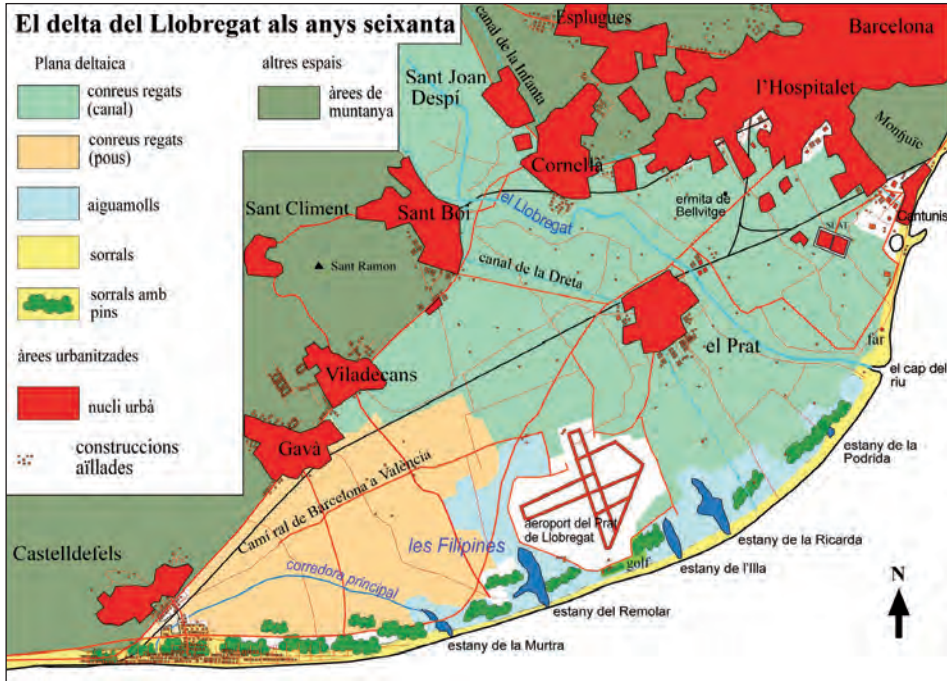 El delta del Llobregat als anys seixanta
Plana deltaica
conreus regats
(canal)
conreus regats
(pous)
aiguamolls
sorrals
sorrals amb
pins
àrees urbanitzades
nucli urbà
construccions
aïllades
altres espais
àrees de
muntanya
Esplugues
Barcelona
canal de la Infanta
Sant Joan
Despí
l'Hospitalet
Montjuïc
Cornellà
ermita de
Bellvitge
Sant Climent
Sant Boi
el Llobregat
SEAT
Cantunis
Sant Ramon
canal de la Dreta
el Prat
far
el cap del
riu
Viladecans
Gavà
estany de la
Podrida
Camí ral de Barcelona a València
aeroport del Prat
de Llobregat
les Filipines
estany de la Ricarda
golf
estany de l'Illa
Castelldefels
corredora principal
estany del Remolar
estany de la Murtra
N